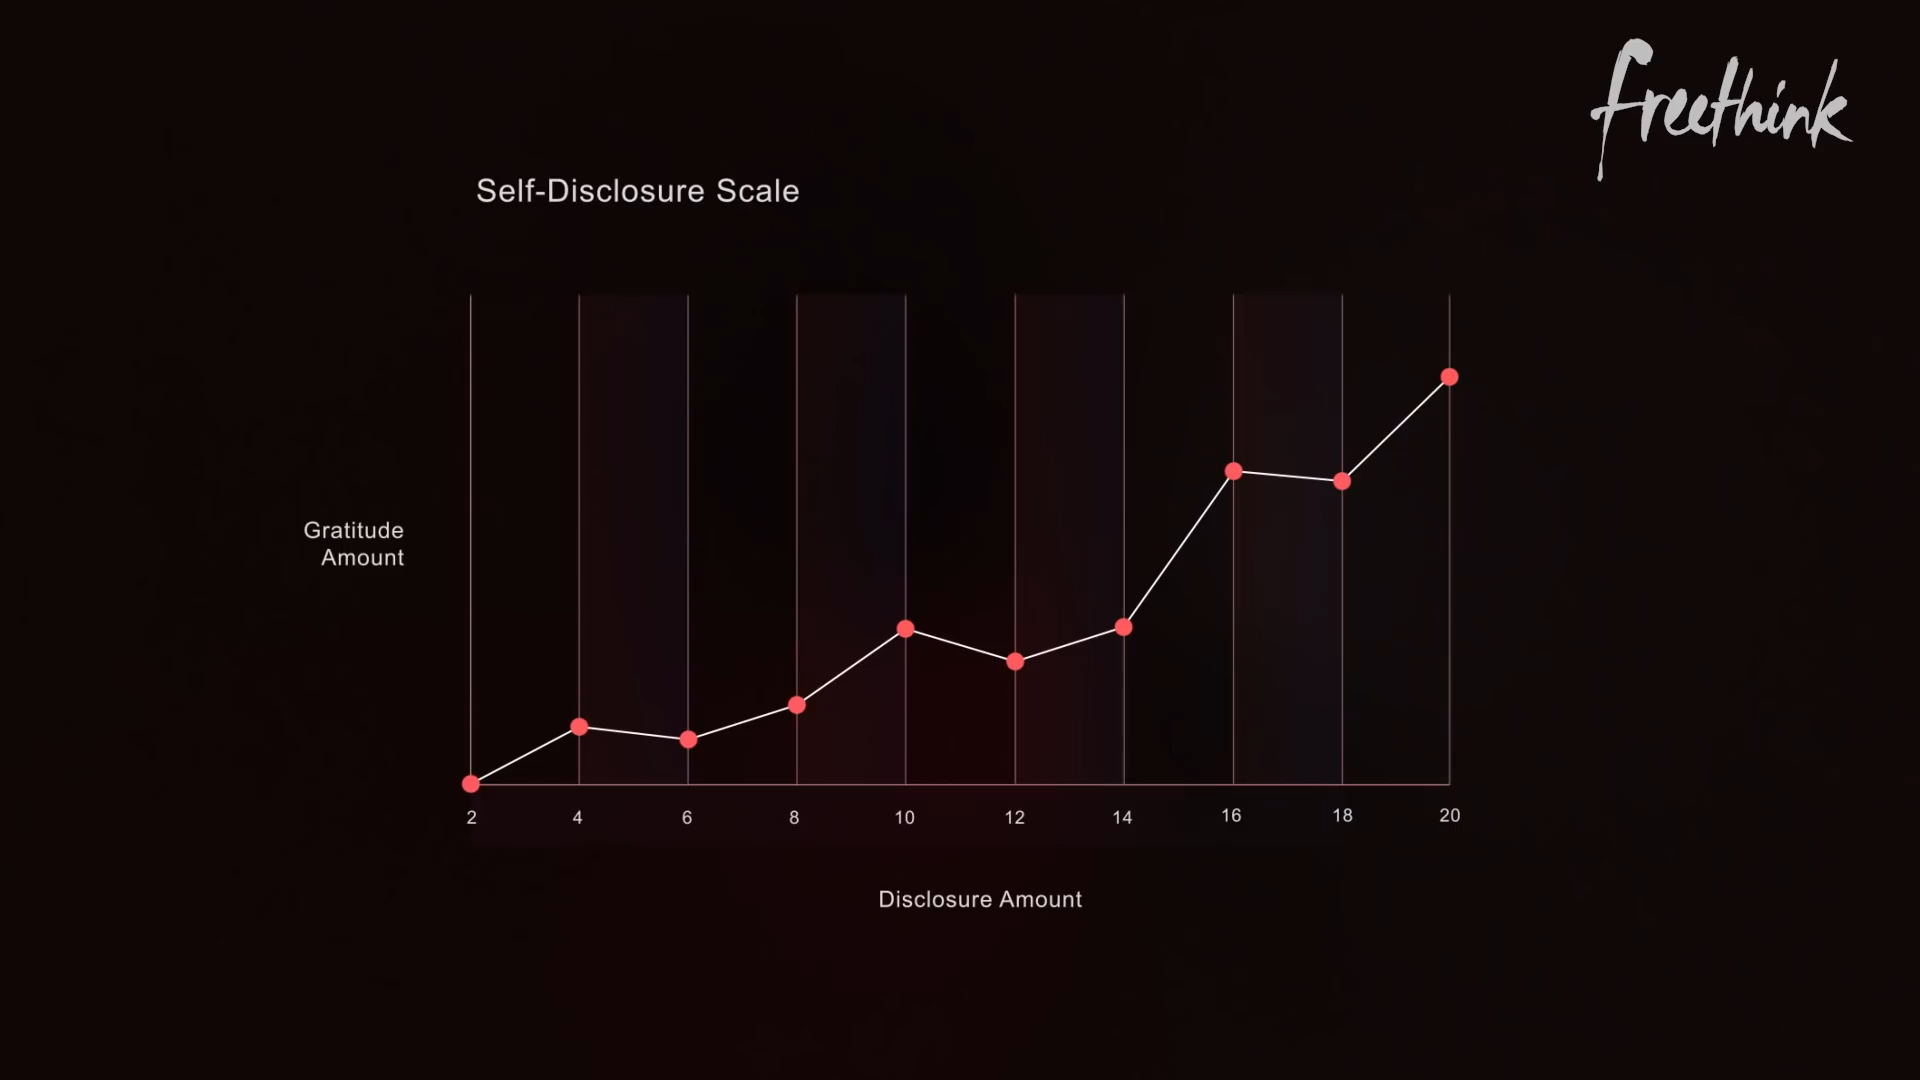 freethink
Self-Disclosure Scale
Gratitude
Amount
2 4 6 8 10 12 14 16 18 20
Disclosure Amount